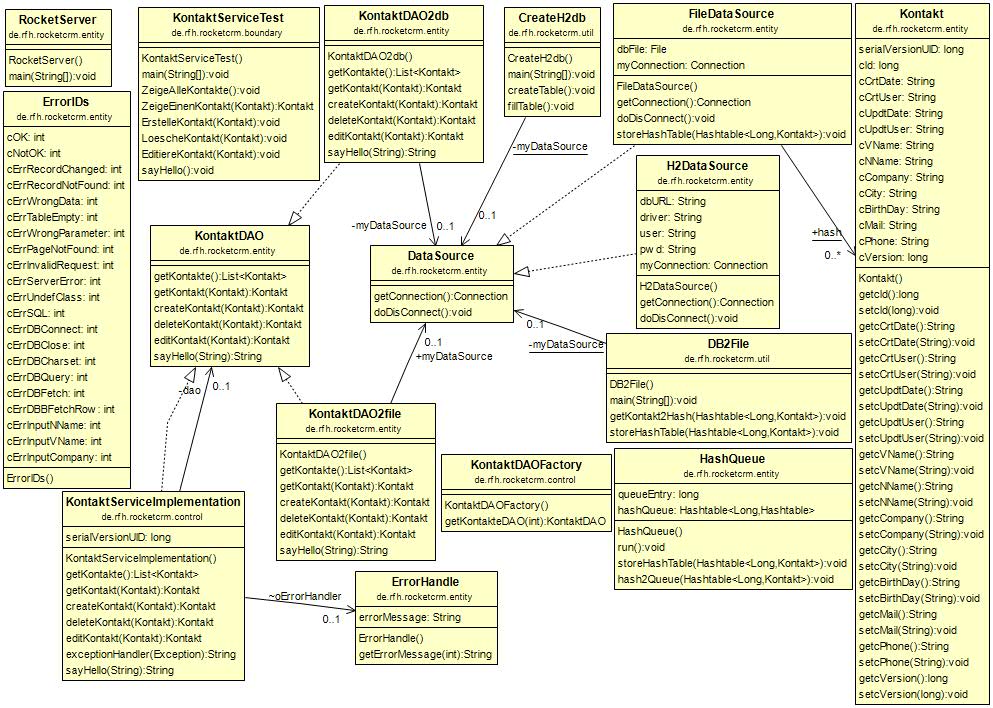 RocketServer
de.rfh.rocketcrm.entity
RocketServer()
main(String[]):void
KontaktServiceTest
de.rfh.rocketcrm.boundary
KontaktServiceTest()
main(String[]):void
ZeigeAlleKontakte():void
ZeigeEinenKontakt(Kontakt):Kontakt
ErstelleKontakt(Kontakt):void
LoescheKontakt(Kontakt):void
EditiereKontakt(Kontakt):void
sayHello():void
KontaktDAO2db
de.rfh.rocketcrm.entity
KontaktDAO2db()
getKontakte():List<Kontakt>
getKontakt(Kontakt):Kontakt
createKontakt(Kontakt):Kontakt
deleteKontakt(Kontakt):Kontakt
editKontakt(Kontakt):Kontakt
sayHello(String):String
CreateH2db
de.rfh.rocketcrm.util
CreateH2db()
main(String[]):void
createTable():void
fillTable():void
FileDataSource
de.rfh.rocketcrm.entity
dbFile: File
myConnection: Connection
FileDataSource()
getConnection():Connection
doDisConnect():void
storeHashTable(Hashtable<Long,Kontakt>):void
Kontakt
de.rfh.rocketcrm.entity
serialVersionUID: long
cId: long
cCrtDate: String
cCrtUser: String
cUpdtDate: String
cUpdtUser: String
cVName: String
cNName: String
cCompany: String
cCity: String
cBirthDay: String
cMail: String
cPhone: String
cVersion: long
Kontakt()
getcId():long
setcId(long):void
getcCrtDate():String
setcCrtDate(String):void
getcCrtUser():String
setcCrtUser(String):void
getcUpdtDate():String
setcUpdtDate(String):void
getcUpdtUser():String
setcUpdtUser(String):void
getcVName():String
setcVName(String):void
getcNName():String
setcNName(String):void
getcCompany():String
setcCompany(String):void
getcCity():String
setcCity(String):void
getcBirthDay():String
setcBirthDay(String):void
getcMail():String
setcMail(String):void
getcPhone():String
setcPhone(String):void
getcVersion():long
setcVersion(long):void
ErrorIDs
de.rfh.rocketcrm.entity
cOK: int
cNotOK: int
cErrRecordChanged: int
cErrRecordNotFound: int
cErrWrongData: int
cErrTableEmpty: int
cErrWrongParameter: int
cErrPageNotFound: int
cErrInvalidRequest: int
cErrServerError: int
cErrUndefClass: int
cErrSQL: int
cErrDBConnect: int
cErrDBClose: int
cErrDBCharset: int
cErrDBQuery: int
cErrDBFetch: int
cErrDBBFetchRow: int
cErrInputNName: int
cErrInputVName: int
cErrInputCompany: int
ErrorIDs()
-myDataSource
0..1
-myDataSource
0..1
H2DataSource
de.rfh.rocketcrm.entity
dbURL: String
driver: String
user: String
pwd: String
myConnection: Connection
H2DataSource()
getConnection():Connection
doDisConnect():void
+hash
0..*
KontaktDAO
de.rfh.rocketcrm.entity
getKontakte():List<Kontakt>
getKontakt(Kontakt):Kontakt
createKontakt(Kontakt):Kontakt
deleteKontakt(Kontakt):Kontakt
editKontakt(Kontakt):Kontakt
sayHello(String):String
DataSource
de.rfh.rocketcrm.entity
getConnection():Connection
doDisConnect():void
0..1
-myDataSource
0..1
+myDataSource
-dao
0..1
DB2File
de.rfh.rocketcrm.util
DB2File()
main(String[]):void
getKontakt2Hash(Hashtable<Long,Kontakt>):void
storeHashTable(Hashtable<Long,Kontakt>):void
KontaktDAO2file
de.rfh.rocketcrm.entity
KontaktDAO2file()
getKontakte():List<Kontakt>
getKontakt(Kontakt):Kontakt
createKontakt(Kontakt):Kontakt
deleteKontakt(Kontakt):Kontakt
editKontakt(Kontakt):Kontakt
sayHello(String):String
KontaktDAOFactory
de.rfh.rocketcrm.control
KontaktDAOFactory()
getKontakteDAO(int):KontaktDAO
HashQueue
de.rfh.rocketcrm.entity
queueEntry: long
hashQueue: Hashtable<Long,Hashtable>
HashQueue()
run():void
storeHashTable(Hashtable<Long,Kontakt>):void
hash2Queue(Hashtable<Long,Kontakt>):void
KontaktServiceImplementation
de.rfh.rocketcrm.control
serialVersionUID: long
KontaktServiceImplementation()
getKontakte():List<Kontakt>
getKontakt(Kontakt):Kontakt
createKontakt(Kontakt):Kontakt
deleteKontakt(Kontakt):Kontakt
editKontakt(Kontakt):Kontakt
exceptionHandler(Exception):String
sayHello(String):String
~oErrorHandler
0..1
ErrorHandle
de.rfh.rocketcrm.entity
errorMessage: String
ErrorHandle()
getErrorMessage(int):String